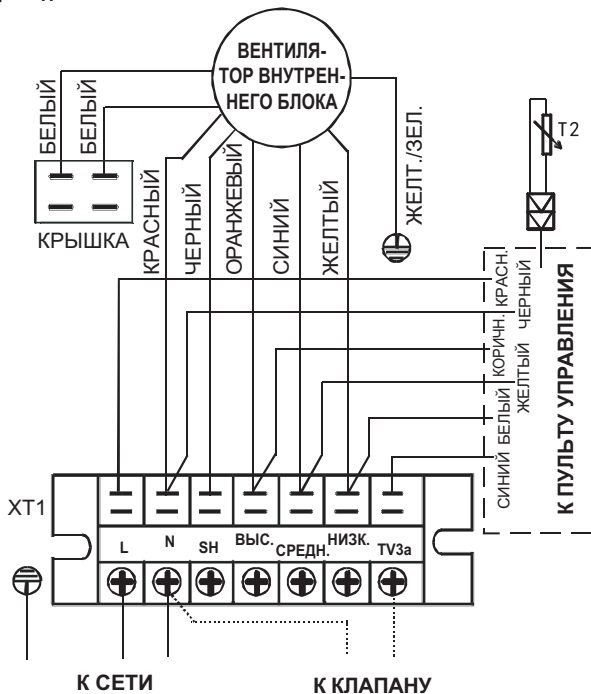 ВЕНТИЛЯ-
ТОР ВНУТРЕН-
НЕГО БЛОКА
БЕЛЫЙ
БЕЛЫЙ
КРЫШКА
КРАСНЫЙ
ЧЕРНЫЙ
ОРАНЖЕВЫЙ
СИНИЙ
ЖЕЛТЫЙ
ЖЕЛТ./ЗЕЛ.
T2
КРАСН.
ЧЕРНЫЙ
КОРИЧН.
ЖЕЛТЫЙ
БЕЛЫЙ
СИНИЙ
К ПУЛЬТУ УПРАВЛЕНИЯ
XT1
L N SH ВЫС. СРЕДН. НИЗК. TV3a
К СЕТИ
К КЛАПАНУ